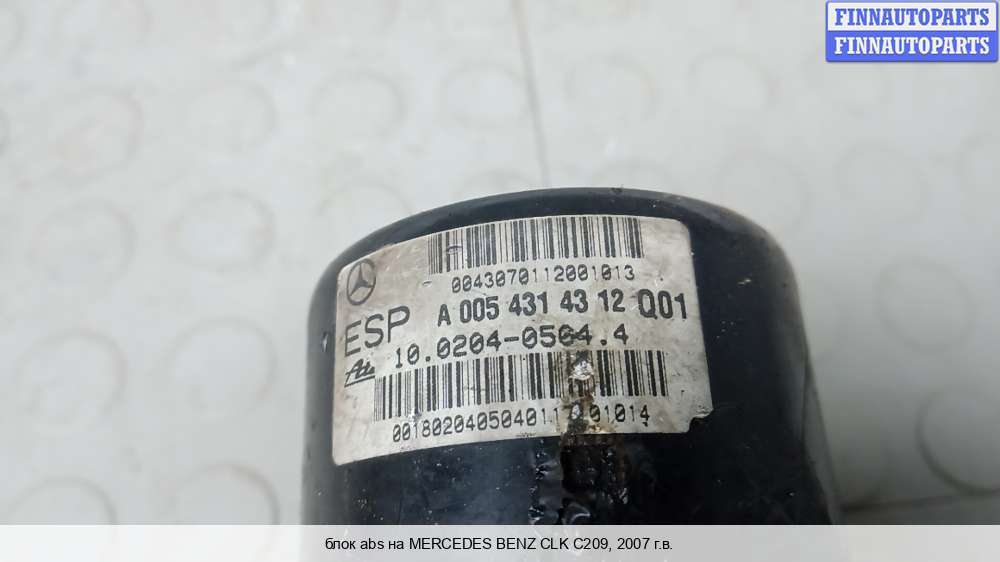 FINNAUTOPARTS
FINNAUTOPARTS
0043070112001013
ESP A 005 431 43 12 Q01
Ate 10.0204-0504.4
блок abs на MERCEDES BENZ CLK C209, 2007 г.в.